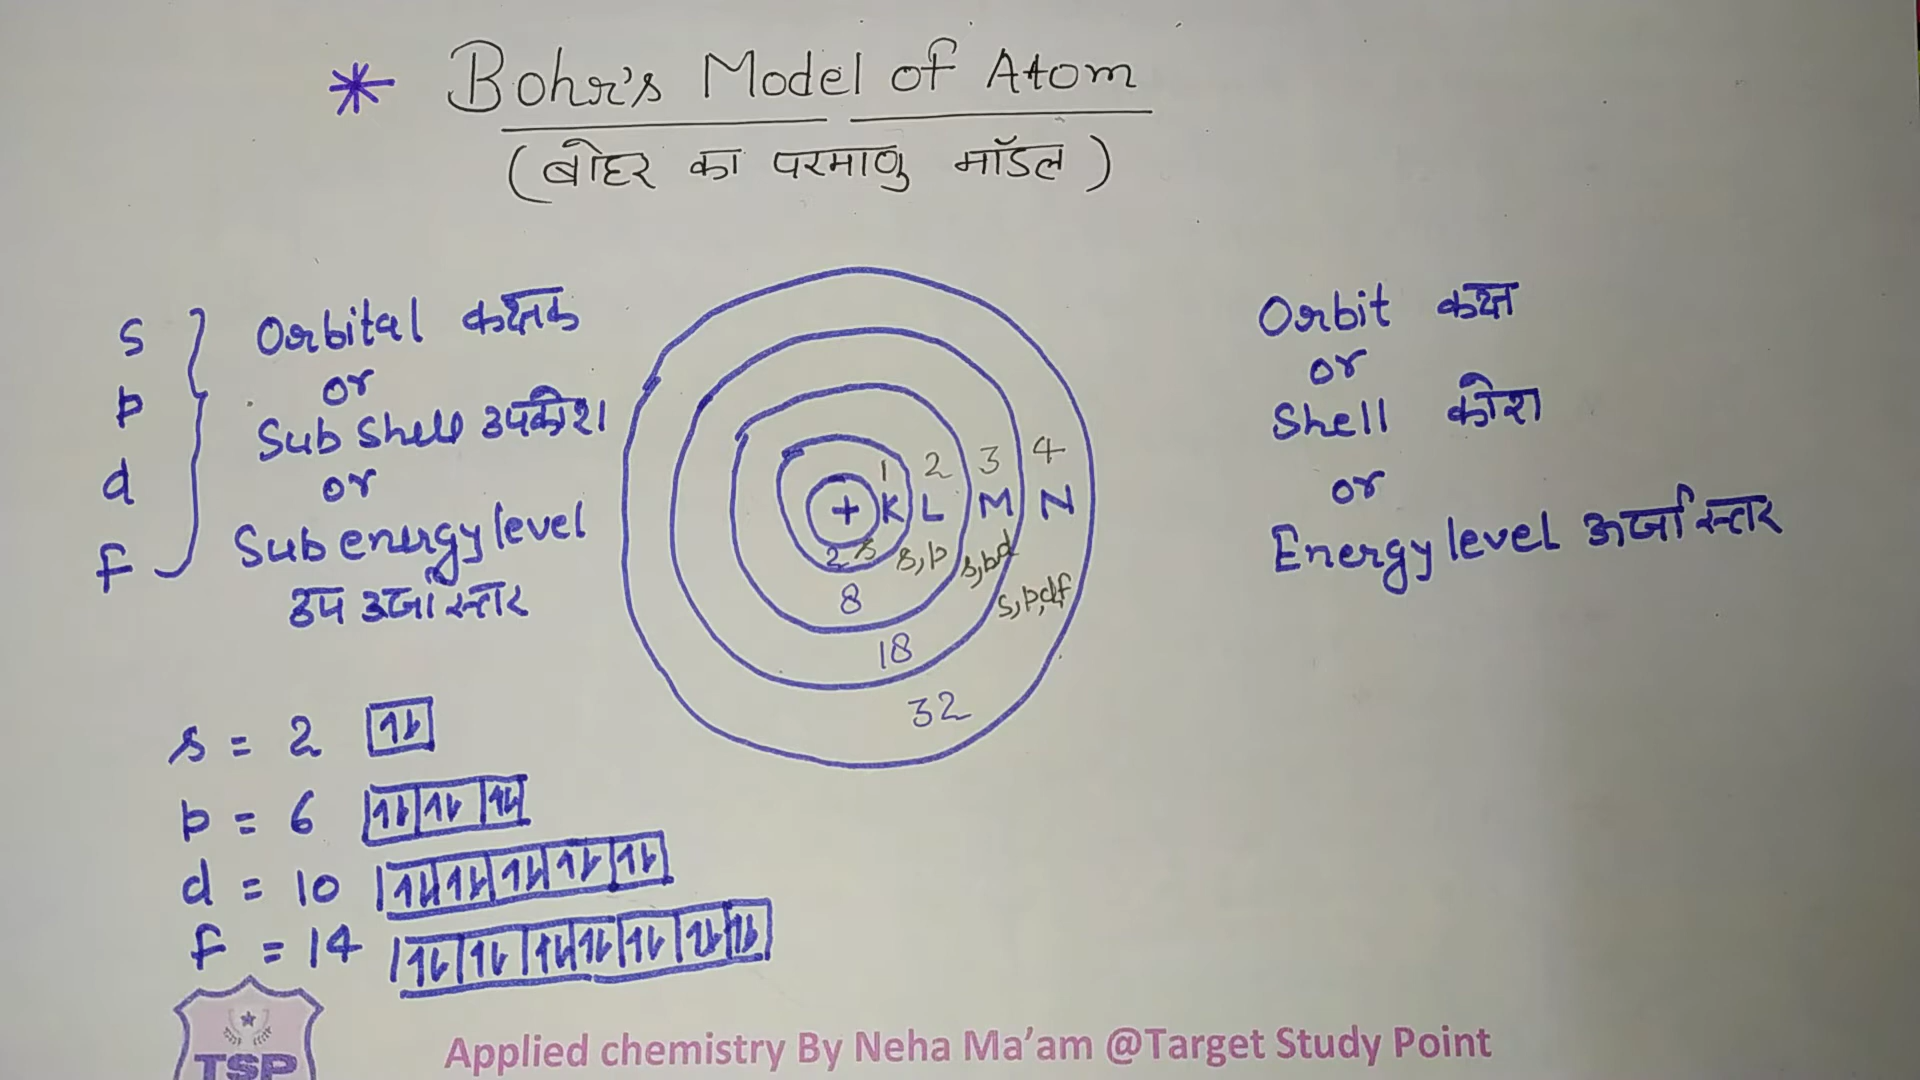 * Bohr's Model of Atom
(बोहर का परमाणु मॉडल)
s
p
d
f
Orbital कक्षक
or
Sub shell उपकोश
or
Sub energy level
उप ऊर्जा स्तर
1 2 3 4
+ K L M N
2 s s,p s,p,d s,p,d,f
8
18
32
Orbit कक्ष
or
Shell कोश
or
Energy level ऊर्जा स्तर
s = 2
p = 6
d = 10
f = 14
TSP
Applied chemistry By Neha Ma'am @Target Study Point